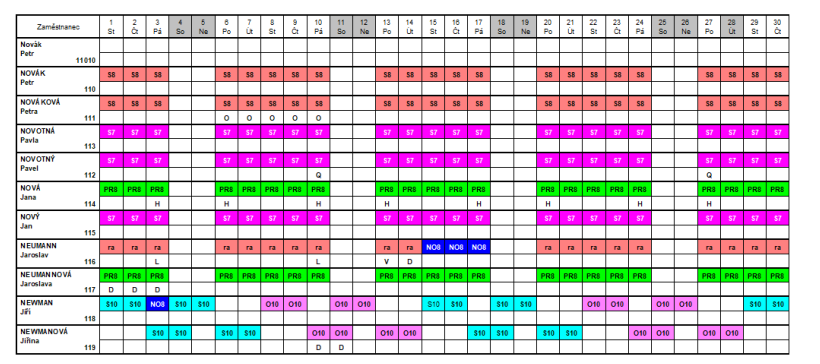 Zaměstnanec 1 2 3 4 5 6 7 8 9 10 11 12 13 14 15 16 17 18 19 20 21 22 23 24 25 26 27 28 29 30
St Čt Pá So Ne Po Út St Čt Pá So Ne Po Út St Čt Pá So Ne Po Út St Čt Pá So Ne Po Út St Čt
Novák
Petr
11010
NOVÁK S8 S8 S8 S8 S8 S8 S8 S8 S8 S8 S8 S8 S8 S8 S8 S8 S8 S8 S8 S8 S8 S8
Petr
110
NOVÁKOVÁ S8 S8 S8 S8 S8 S8 S8 S8 S8 S8 S8 S8 S8 S8 S8 S8 S8 S8 S8 S8 S8 S8
Petra
111 O O O O O
NOVOTNÁ S7 S7 S7 S7 S7 S7 S7 S7 S7 S7 S7 S7 S7 S7 S7 S7 S7 S7 S7 S7 S7 S7
Pavla
113
NOVOTNÝ S7 S7 S7 S7 S7 S7 S7 S7 S7 S7 S7 S7 S7 S7 S7 S7 S7 S7 S7 S7 S7 S7
Pavel
112 Q Q
NOVÁ PR8 PR8 PR8 PR8 PR8 PR8 PR8 PR8 PR8 PR8 PR8 PR8 PR8 PR8 PR8 PR8 PR8 PR8 PR8 PR8 PR8 PR8
Jana
114 H H H H H H H H
NOVÝ S7 S7 S7 S7 S7 S7 S7 S7 S7 S7 S7 S7 S7 S7 S7 S7 S7 S7 S7 S7 S7 S7
Jan
115
NEUMANN ra ra ra ra ra ra ra ra ra ra NO8 NO8 NO8 ra ra ra ra ra ra ra ra ra
Jaroslav
116 L L V D
NEUMANNOVÁ PR8 PR8 PR8 PR8 PR8 PR8 PR8 PR8 PR8 PR8 PR8 PR8 PR8 PR8 PR8 PR8 PR8 PR8 PR8 PR8 PR8 PR8
Jaroslava
117 D D D
NEWMAN S10 S10 NO8 S10 S10 O10 O10 O10 O10 S10 S10 S10 S10 O10 O10 O10 O10 S10 S10
Jiří
118
NEWMANOVÁ S10 S10 S10 S10 O10 O10 O10 O10 S10 S10 S10 S10 O10 O10 O10 O10
Jiřina
119 D D